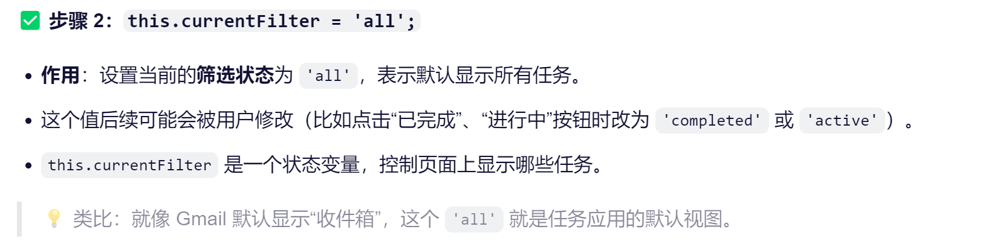 ✅ 步骤 2：this.currentFilter = 'all';
• 作用：设置当前的筛选状态为 'all'，表示默认显示所有任务。
• 这个值后续可能会被用户修改（比如点击“已完成”、“进行中”按钮时改为 'completed' 或 'active'）。
• this.currentFilter 是一个状态变量，控制页面上显示哪些任务。
💡 类比：就像 Gmail 默认显示“收件箱”，这个 'all' 就是任务应用的默认视图。